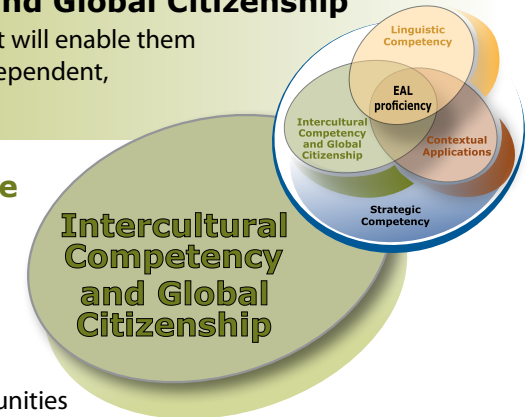 nd Global Citizenship
t will enable them
ependent,
Linguistic
Competency
EAL
proficiency
Intercultural
Competency
and Global
Citizenship
Contextual
Applications
Strategic
Competency
e
Intercultural
Competency
and Global
Citizenship
unities